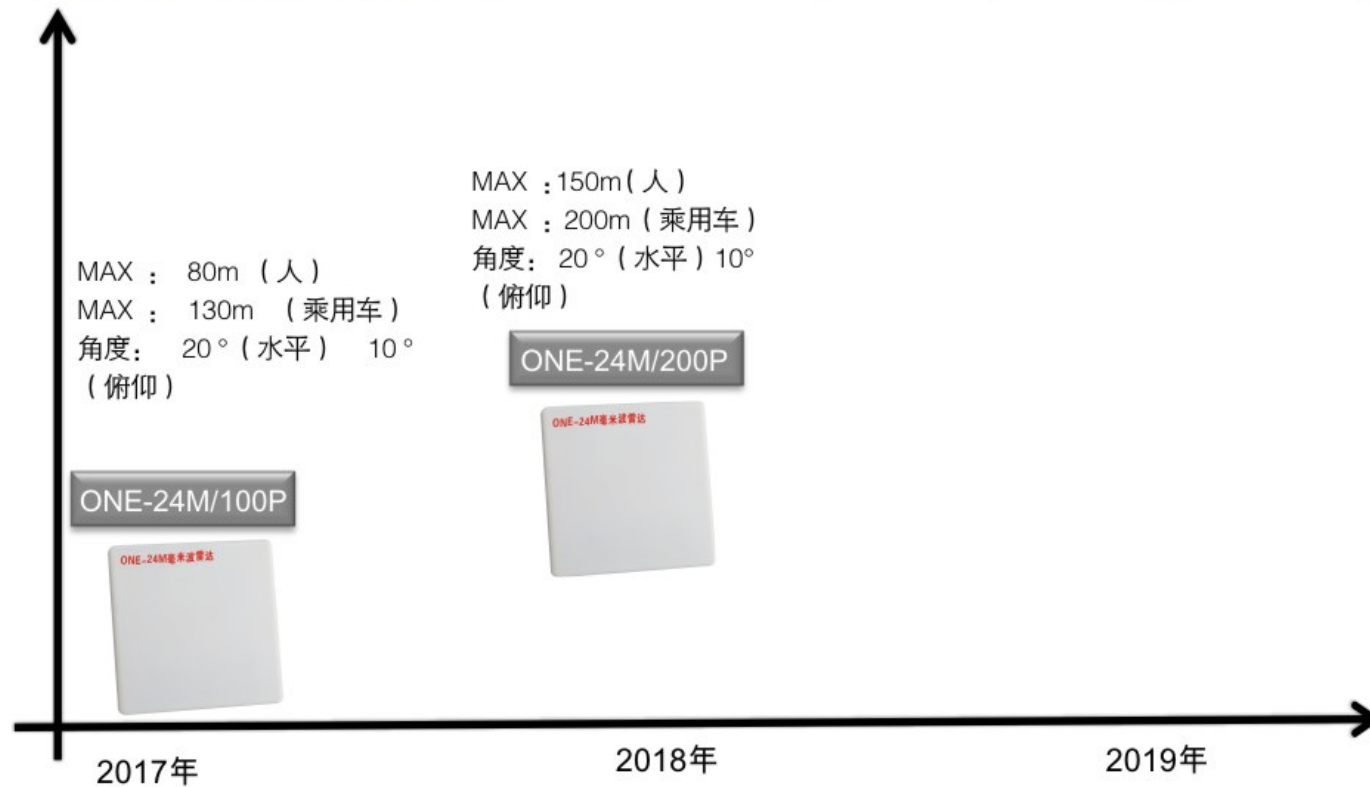 MAX ：150m( 人 )
MAX ：200m ( 乘用车 )
角度： 20 ° ( 水平 ) 10°
( 俯仰 )
ONE-24M/200P
ONE-24M毫米波雷达
MAX ： 80m ( 人 )
MAX ： 130m ( 乘用车 )
角度： 20 ° ( 水平 ) 10 °
( 俯仰 )
ONE-24M/100P
ONE-24M毫米波雷达
2017年
2018年
2019年